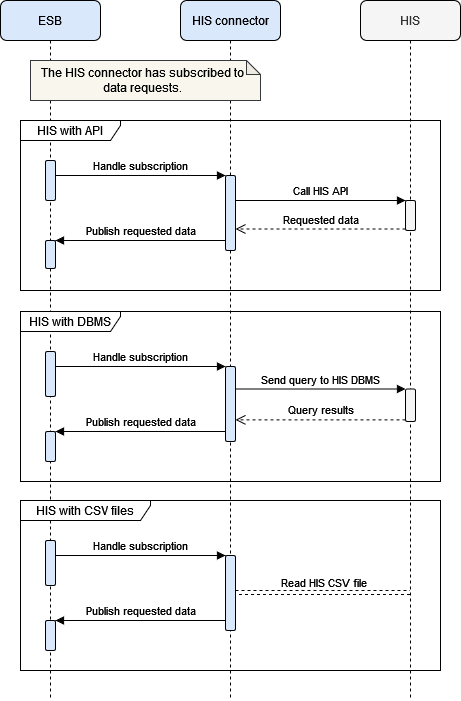 ESB
HIS connector
HIS
The HIS connector has subscribed to
data requests.
HIS with API
Handle subscription
Call HIS API
Requested data
Publish requested data
HIS with DBMS
Handle subscription
Send query to HIS DBMS
Query results
Publish requested data
HIS with CSV files
Handle subscription
Read HIS CSV file
Publish requested data